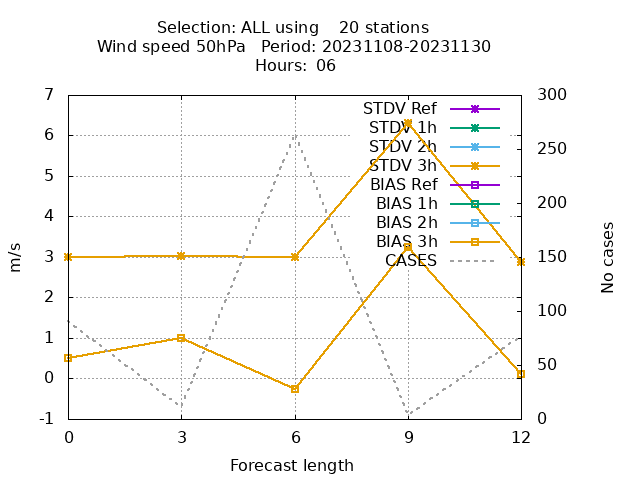 Selection: ALL using    20 stations
Wind speed 50hPa   Period: 20231108-20231130
Hours:  06
7
6
5
4
3
2
1
0
-1
300
250
200
150
100
50
0
m/s
No cases
STDV Ref
STDV 1h
STDV 2h
STDV 3h
BIAS Ref
BIAS 1h
BIAS 2h
BIAS 3h
CASES
0 3 6 9 12
Forecast length